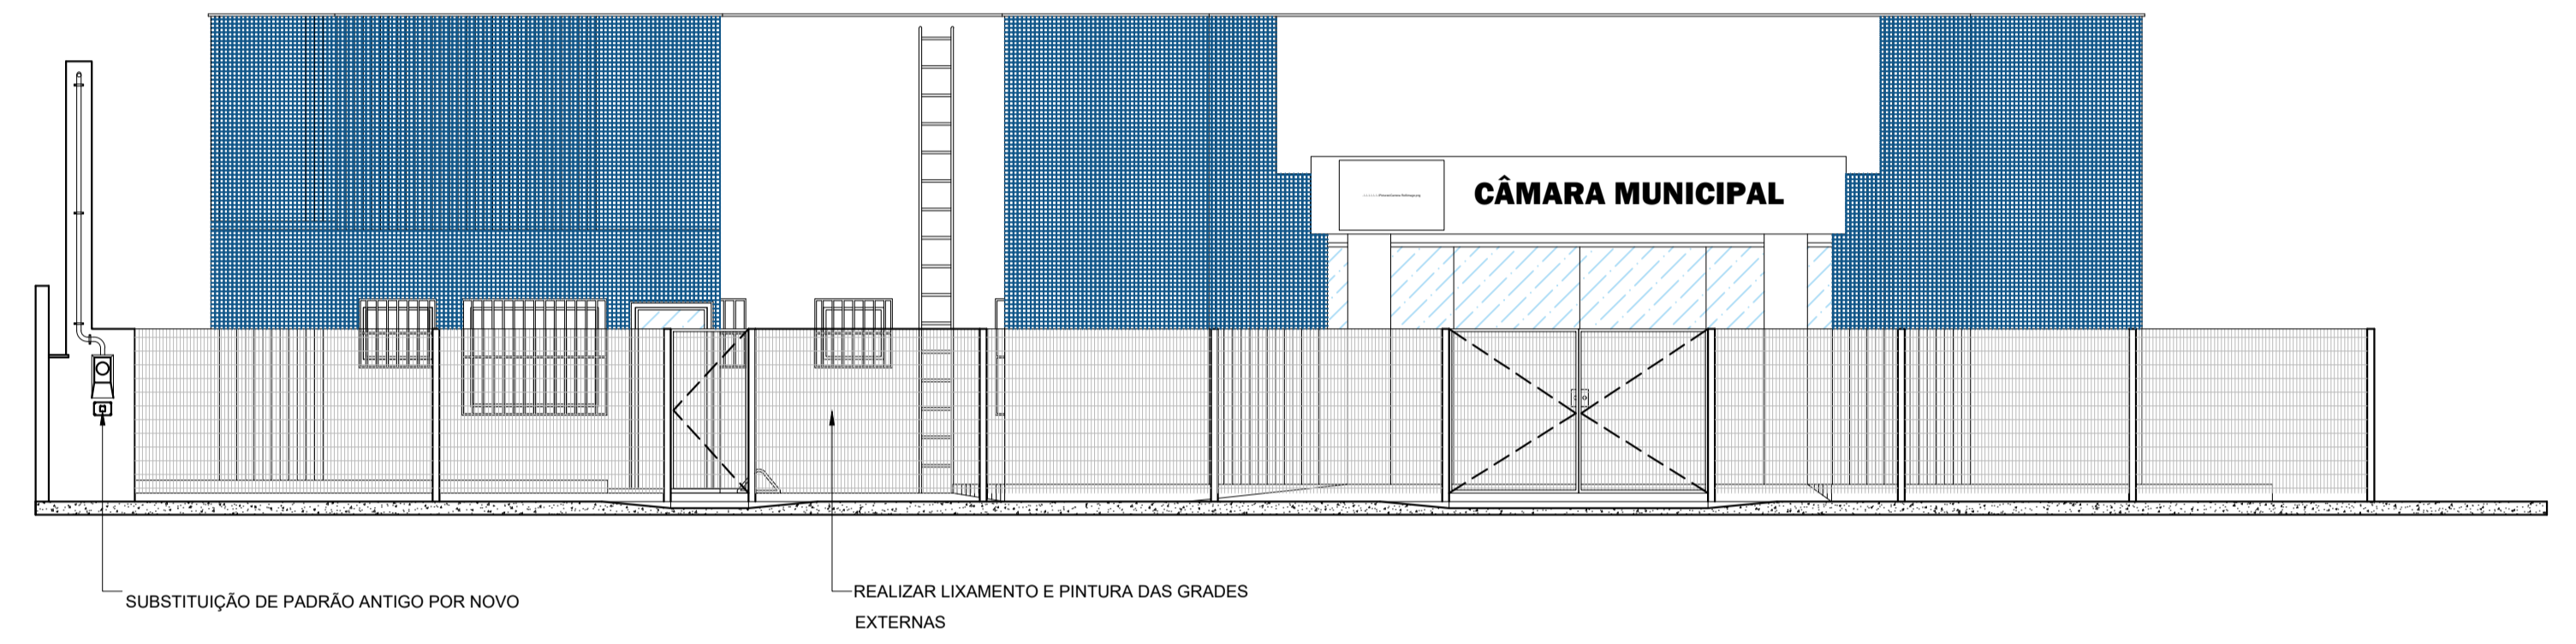 CÂMARA MUNICIPAL
SUBSTITUIÇÃO DE PADRÃO ANTIGO POR NOVO
REALIZAR LIXAMENTO E PINTURA DAS GRADES
EXTERNAS